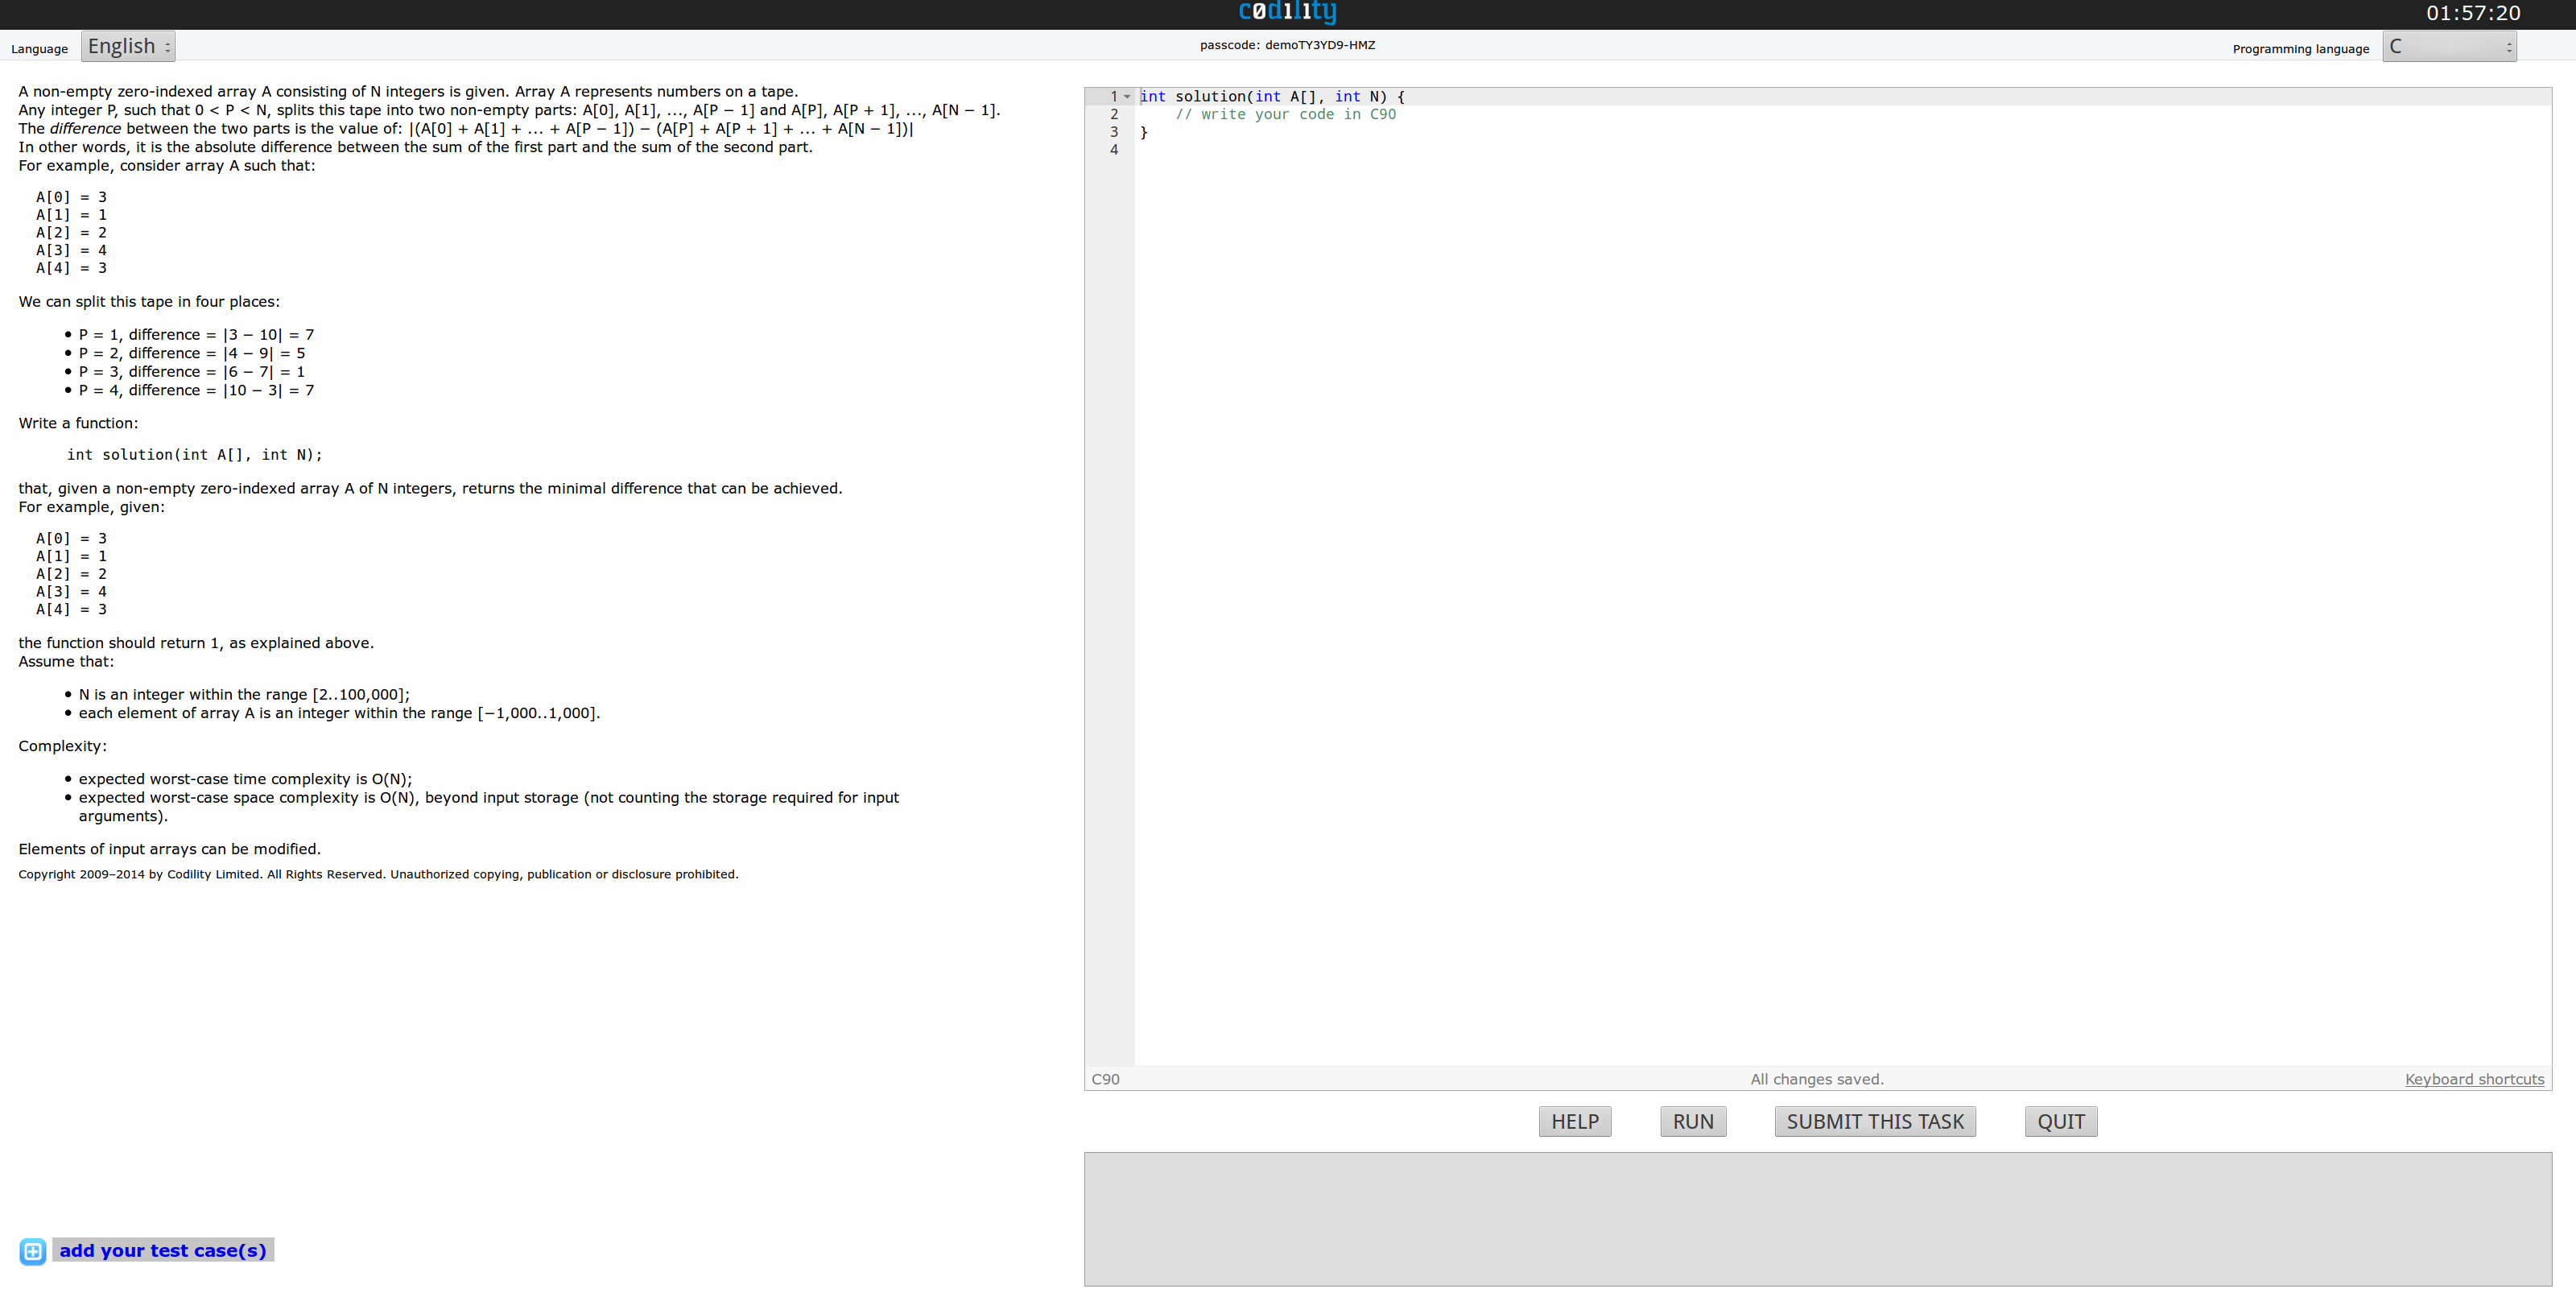 codility
01:57:20
Language English
passcode: demoTY3YD9-HMZ
Programming language C
A non-empty zero-indexed array A consisting of N integers is given. Array A represents numbers on a tape.
Any integer P, such that 0 < P < N, splits this tape into two non-empty parts: A[0], A[1], ..., A[P − 1] and A[P], A[P + 1], ..., A[N − 1].
The difference between the two parts is the value of: |(A[0] + A[1] + ... + A[P − 1]) − (A[P] + A[P + 1] + ... + A[N − 1])|
In other words, it is the absolute difference between the sum of the first part and the sum of the second part.
For example, consider array A such that:
A[0] = 3
A[1] = 1
A[2] = 2
A[3] = 4
A[4] = 3
We can split this tape in four places:
• P = 1, difference = |3 − 10| = 7
• P = 2, difference = |4 − 9| = 5
• P = 3, difference = |6 − 7| = 1
• P = 4, difference = |10 − 3| = 7
Write a function:
int solution(int A[], int N);
that, given a non-empty zero-indexed array A of N integers, returns the minimal difference that can be achieved.
For example, given:
A[0] = 3
A[1] = 1
A[2] = 2
A[3] = 4
A[4] = 3
the function should return 1, as explained above.
Assume that:
• N is an integer within the range [2..100,000];
• each element of array A is an integer within the range [−1,000..1,000].
Complexity:
• expected worst-case time complexity is O(N);
• expected worst-case space complexity is O(N), beyond input storage (not counting the storage required for input
arguments).
Elements of input arrays can be modified.
Copyright 2009–2014 by Codility Limited. All Rights Reserved. Unauthorized copying, publication or disclosure prohibited.
add your test case(s)
1 int solution(int A[], int N) {
2 // write your code in C90
3 }
4
C90
All changes saved.
Keyboard shortcuts
HELP
RUN
SUBMIT THIS TASK
QUIT